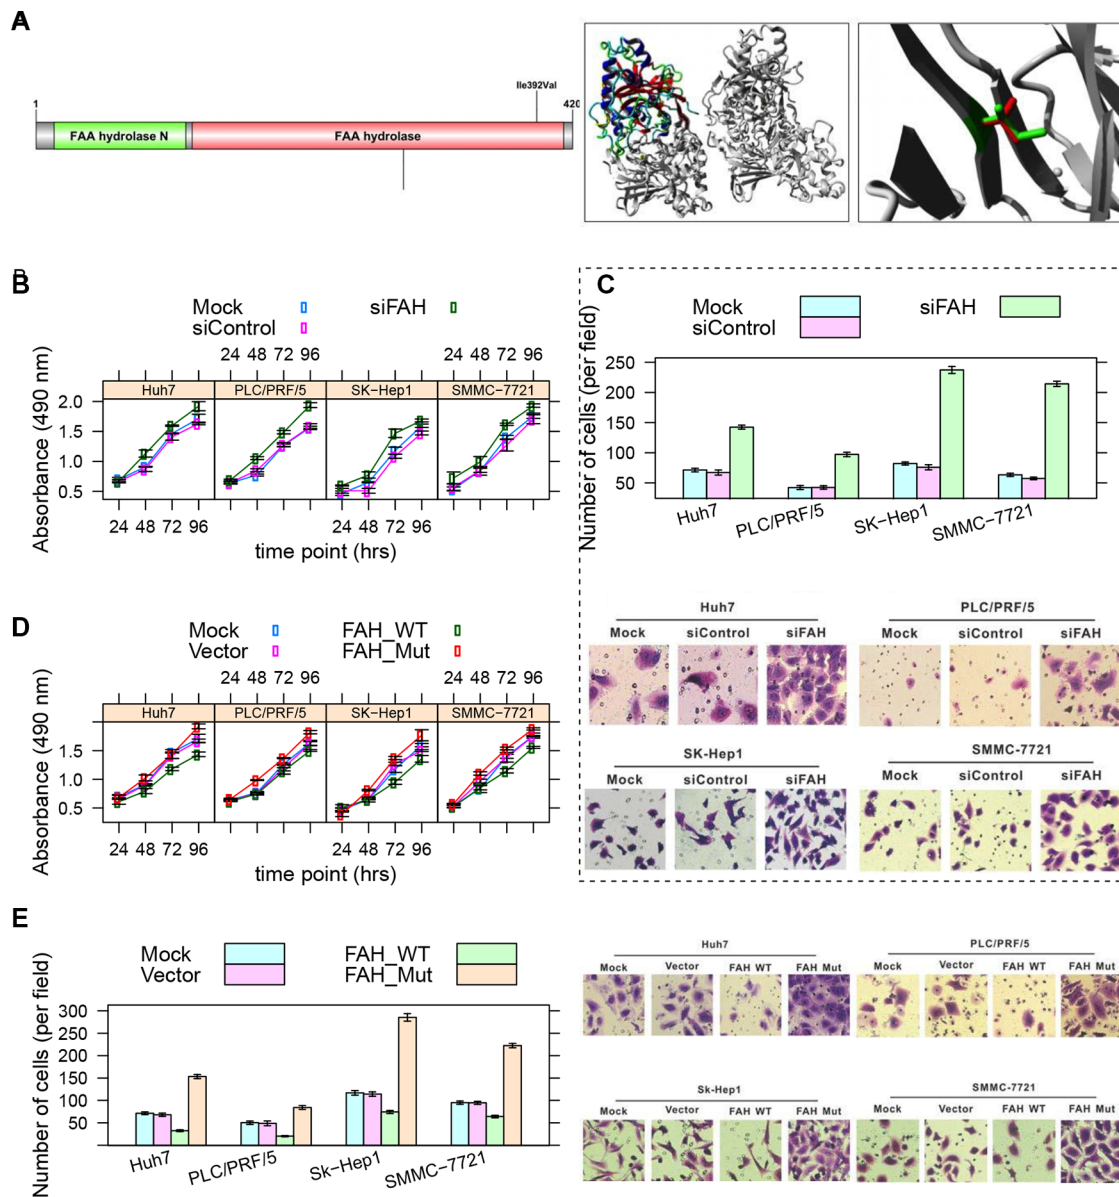 A
Ile392Val
1
420
FAA hydrolase N
FAA hydrolase
B
Mock
siFAH
siControl
24 48 72 96
24 48 72 96
Huh7
PLC/PRF/5
SK-Hep1
SMMC-7721
Absorbance (490 nm)
2.0
1.5
1.0
0.5
24 48 72 96
24 48 72 96
time point (hrs)
C
Mock
siFAH
siControl
Number of cells (per field)
250
200
150
100
50
Huh7
PLC/PRF/5
SK-Hep1
SMMC-7721
Huh7
PLC/PRF/5
Mock
siControl
siFAH
Mock
siControl
siFAH
SK-Hep1
SMMC-7721
Mock
siControl
siFAH
Mock
siControl
siFAH
D
Mock
FAH_WT
Vector
FAH_Mut
24 48 72 96
24 48 72 96
Huh7
PLC/PRF/5
SK-Hep1
SMMC-7721
Absorbance (490 nm)
1.5
1.0
0.5
24 48 72 96
24 48 72 96
time point (hrs)
E
Mock
FAH_WT
Vector
FAH_Mut
Number of cells (per field)
300
250
200
150
100
50
Huh7
PLC/PRF/5
Sk-Hep1
SMMC-7721
Huh7
PLC/PRF/5
Mock
Vector
FAH WT
FAH Mut
Mock
Vector
FAH WT
FAH Mut
Sk-Hep1
SMMC-7721
Mock
Vector
FAH WT
FAH Mut
Mock
Vector
FAH WT
FAH Mut